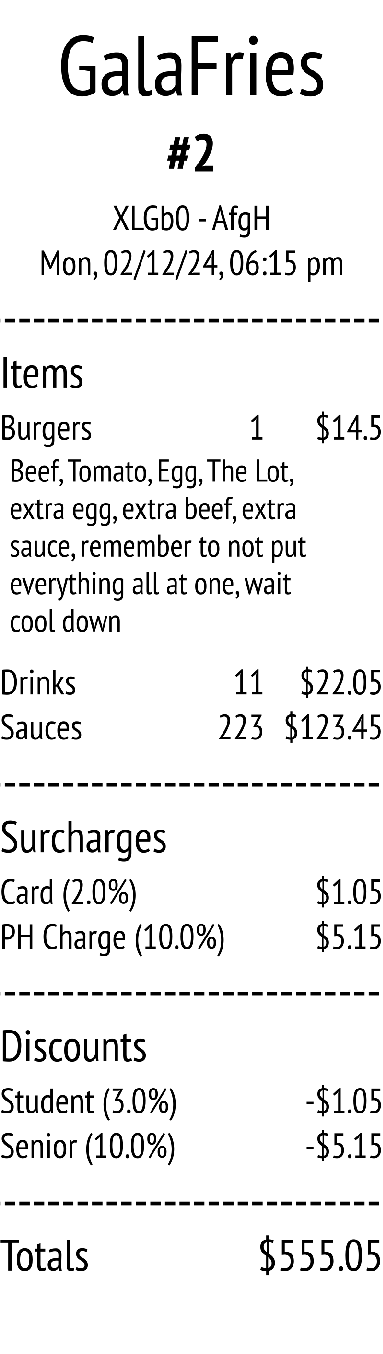 GalaFries
#2
XLGbO - AfgH
Mon, 02/12/24, 06:15 pm
Items
Burgers 1 $14.5
Beef, Tomato, Egg, The Lot,
extra egg, extra beef, extra
sauce, remember to not put
everything all at one, wait
cool down
Drinks 11 $22.05
Sauces 223 $123.45
Surcharges
Card (2.0%) $1.05
PH Charge (10.0%) $5.15
Discounts
Student (3.0%) -$1.05
Senior (10.0%) -$5.15
Totals $555.05